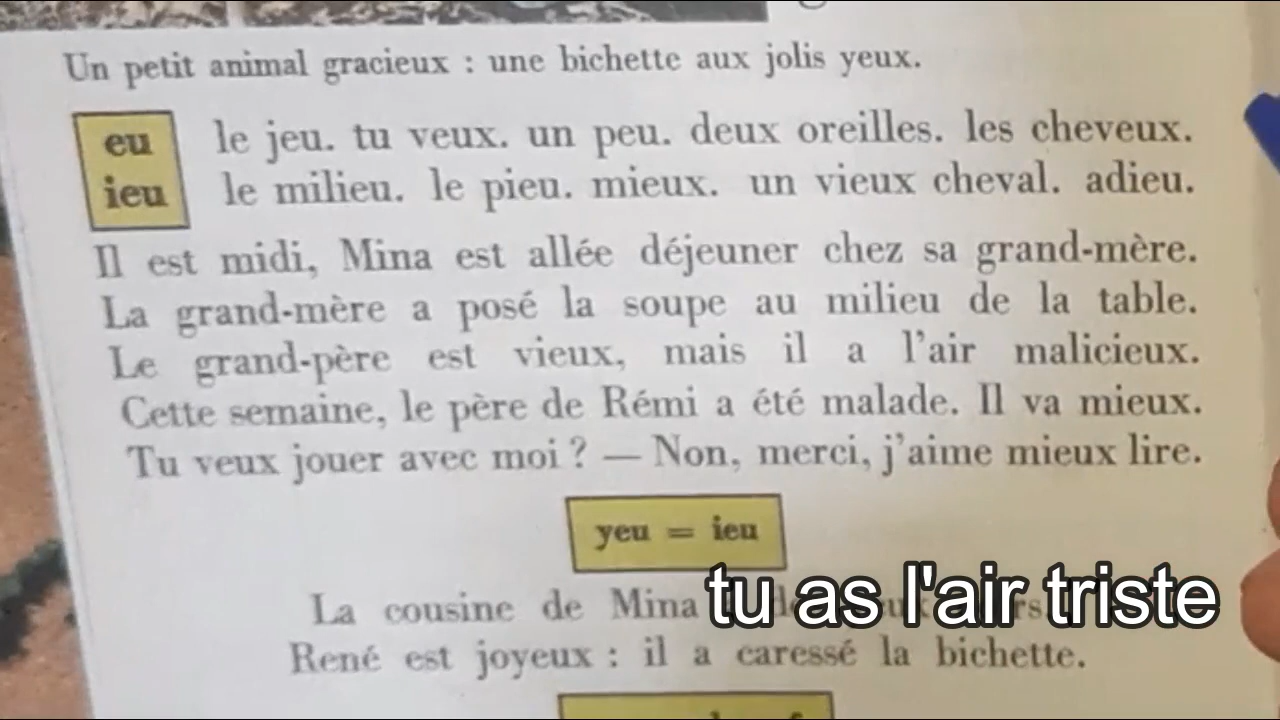 Un petit animal gracieux : une bichette aux jolis yeux.
eu
le jeu. tu veux. un peu. deux oreilles. les cheveux.
ieu
le milieu. le pieu. mieux. un vieux cheval. adieu.
Il est midi, Mina est allée déjeuner chez sa grand-mère.
La grand-mère a posé la soupe au milieu de la table.
Le grand-père est vieux, mais il a l'air malicieux.
Cette semaine, le père de Rémi a été malade. Il va mieux.
Tu veux jouer avec moi ? — Non, merci, j'aime mieux lire.
yeu = ieu
La cousine de Mina
tu as l'air triste
René est joyeux : il a caressé la bichette.